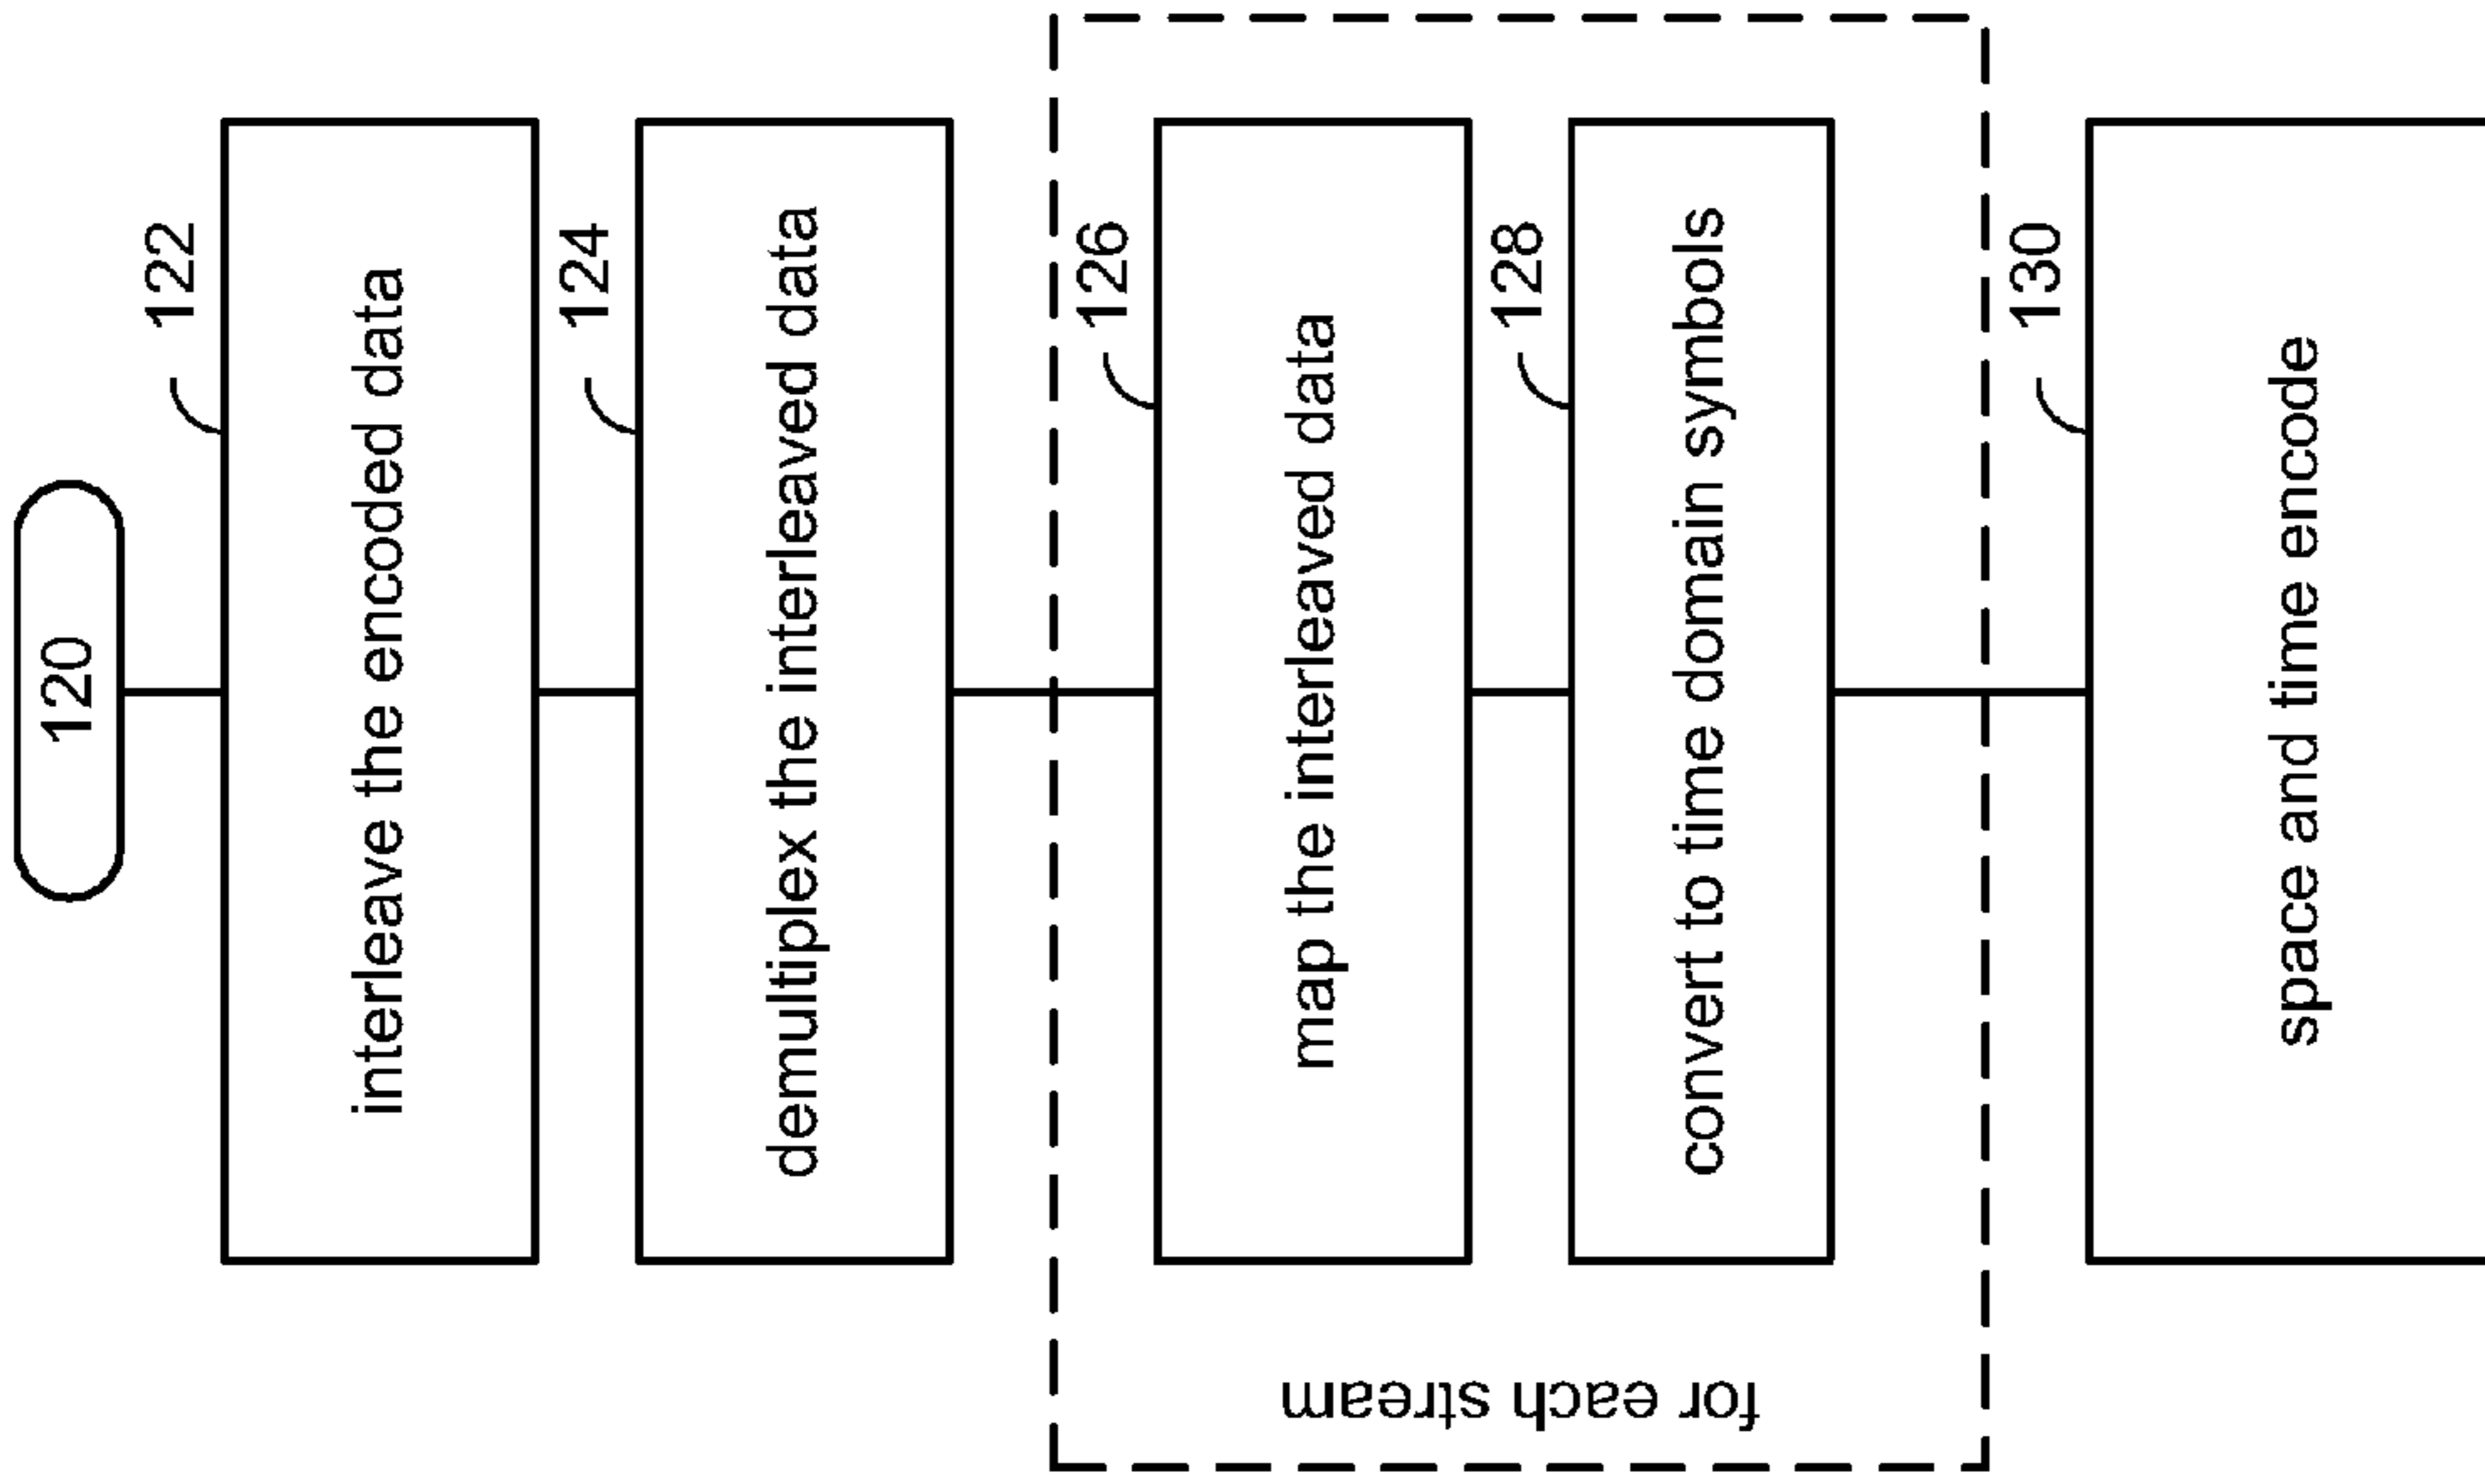 120
122
interleave the encoded data
124
demultiplex the interleaved data
for each stream
126
map the interleaved data
128
convert to time domain symbols
130
space and time encode